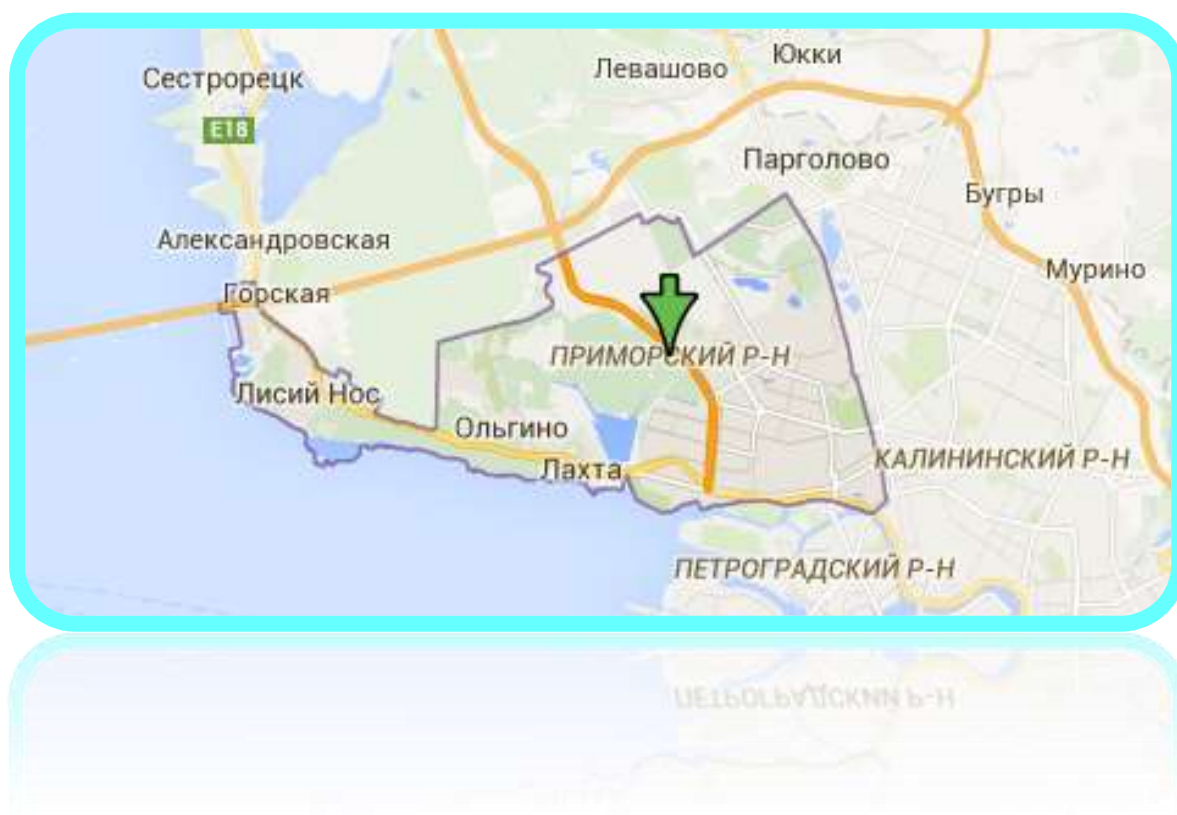 Юкки
Левашово
Сестрорецк
E18
Парголово
Бугры
Александровская
Мурино
Горская
ПРИМОРСКИЙ Р-Н
Лисий Нос
Ольгино
КАЛИНИНСКИЙ Р-Н
Лахта
ПЕТРОГРАДСКИЙ Р-Н